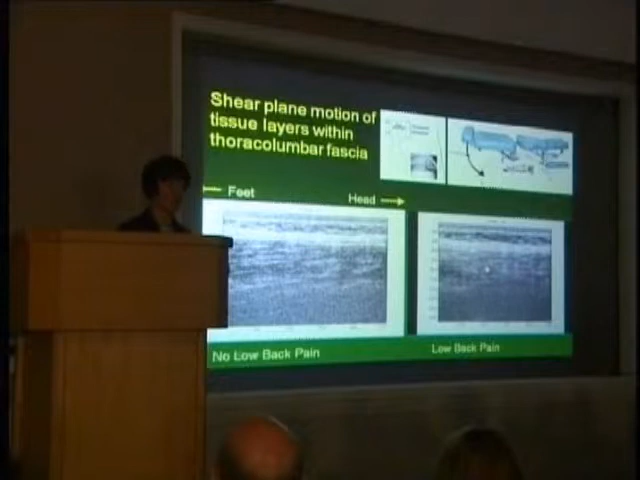 Shear plane motion of
tissue layers within
thoracolumbar fascia
Feet
Head
No Low Back Pain
Low Back Pain